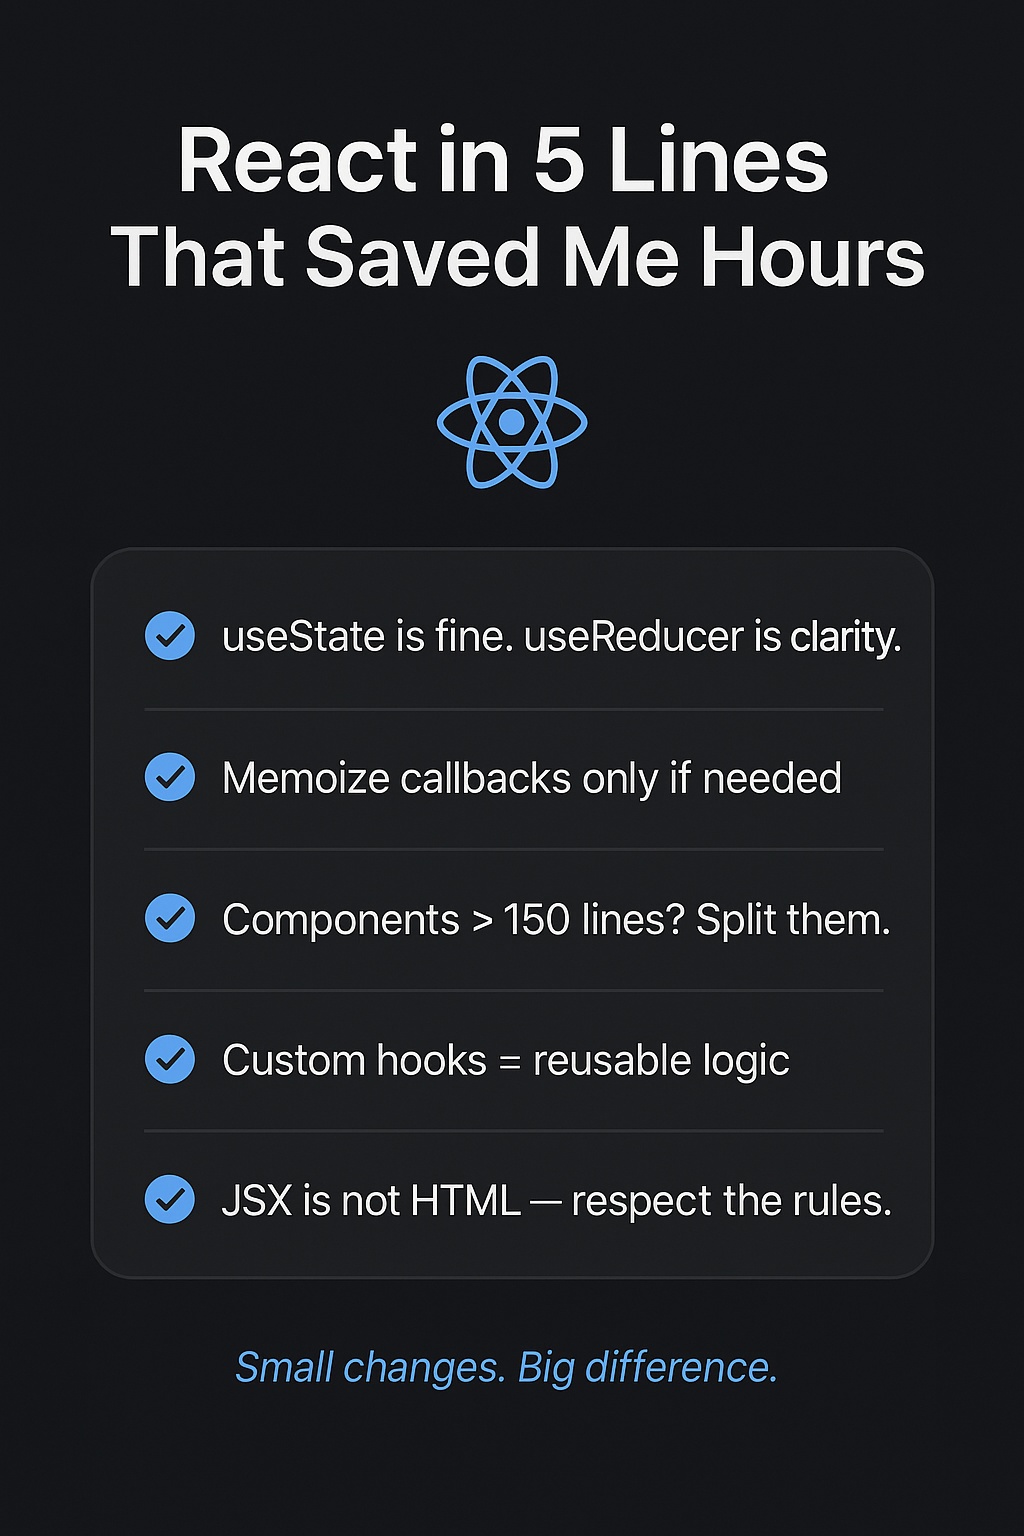 React in 5 Lines
That Saved Me Hours
useState is fine. useReducer is clarity.
Memoize callbacks only if needed
Components > 150 lines? Split them.
Custom hooks = reusable logic
JSX is not HTML — respect the rules.
Small changes. Big difference.